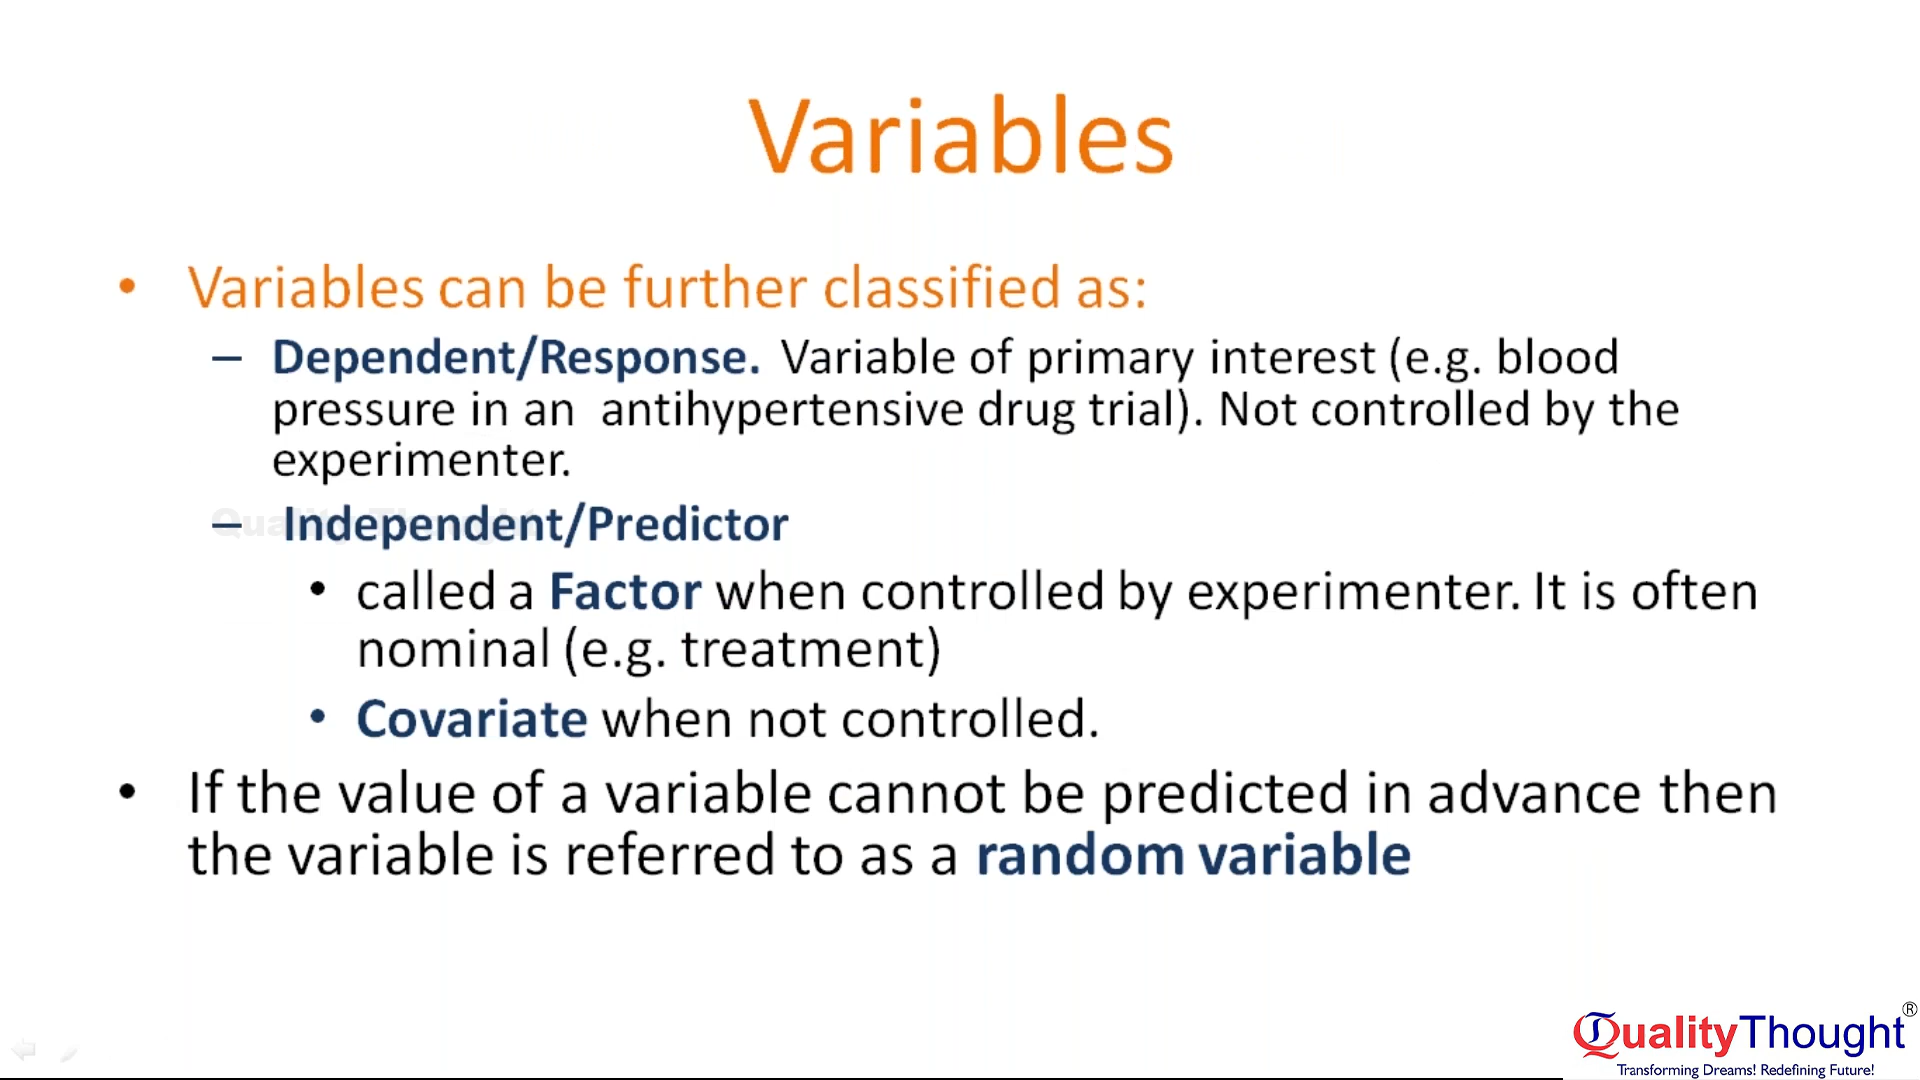 Variables
• Variables can be further classified as:
– Dependent/Response. Variable of primary interest (e.g. blood
pressure in an antihypertensive drug trial). Not controlled by the
experimenter.
– Independent/Predictor
• called a Factor when controlled by experimenter. It is often
nominal (e.g. treatment)
• Covariate when not controlled.
• If the value of a variable cannot be predicted in advance then
the variable is referred to as a random variable
QualityThought®
Transforming Dreams! Redefining Future!